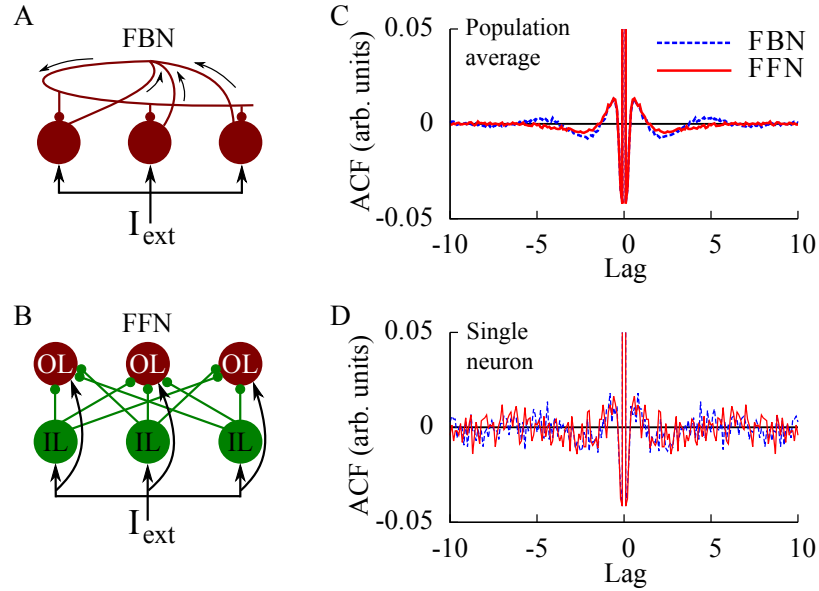 A
FBN
I_ext
B
FFN
OL OL OL
IL IL IL
I_ext
C
Population
average
FBN
FFN
ACF (arb. units)
0.05
0
-0.05
-10 -5 0 5 10
Lag
D
Single
neuron
ACF (arb. units)
0.05
0
-0.05
-10 -5 0 5 10
Lag